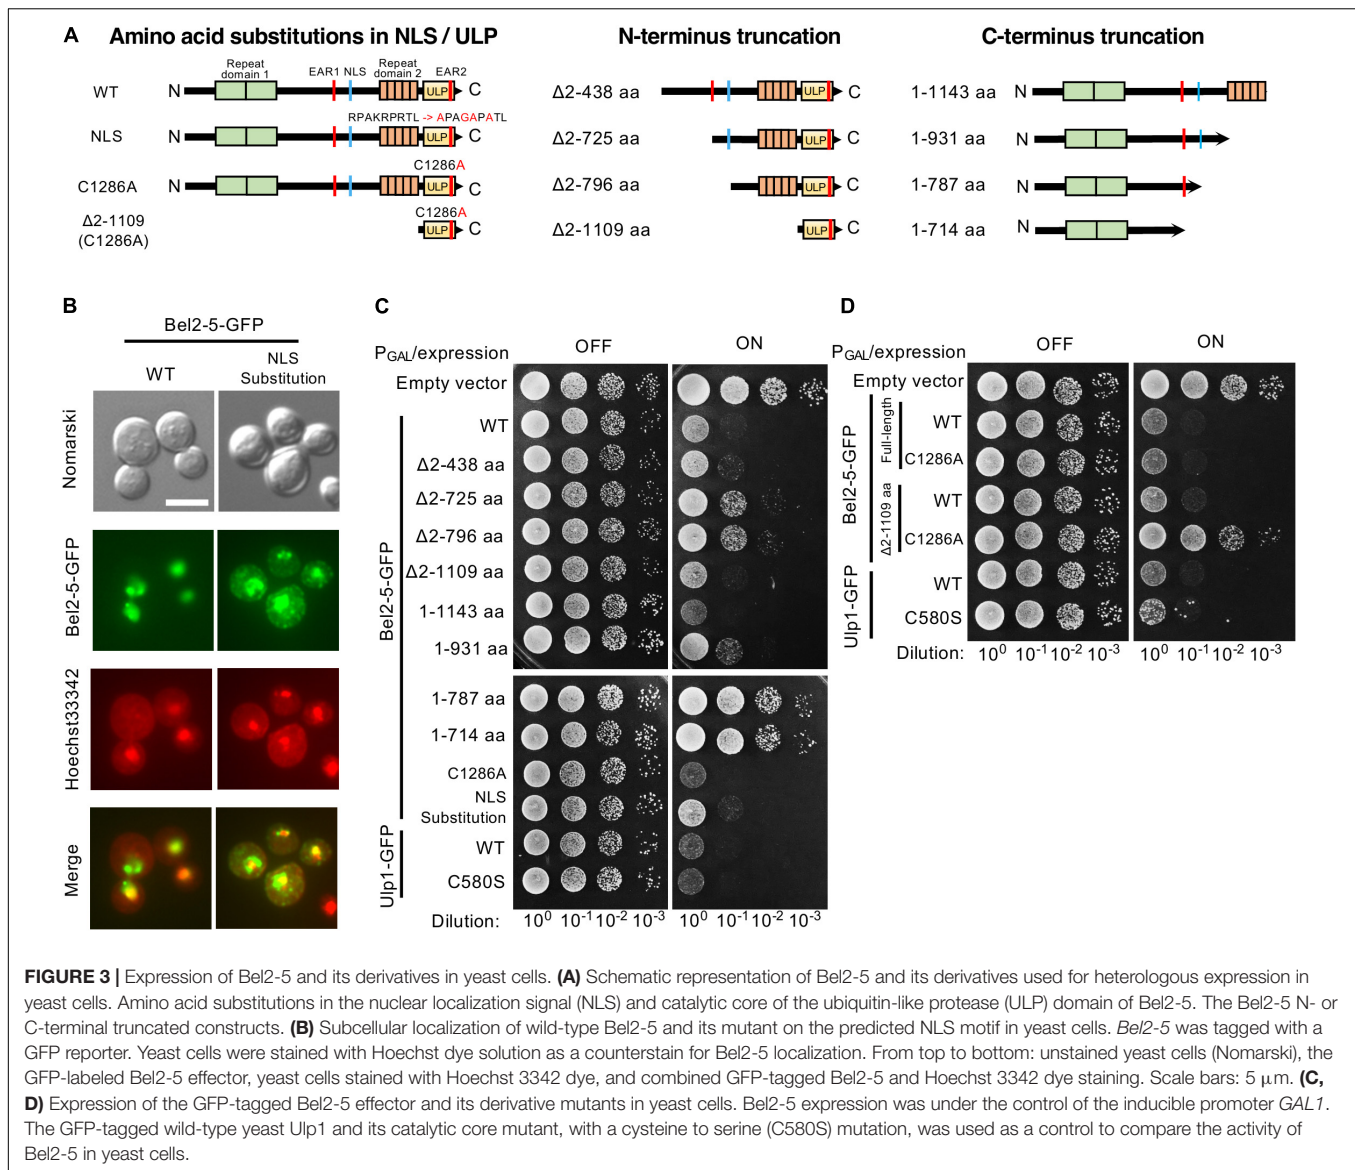 A
Amino acid substitutions in NLS / ULP
N-terminus truncation
C-terminus truncation
Repeat domain 1
EAR1 NLS
Repeat domain 2
EAR2
WT
N
ULP
C
RPAKRPRTL -> APAGAPATL
NLS
N
ULP
C
C1286A
C1286A
N
ULP
C
C1286A
Δ2-1109
(C1286A)
ULP
C
Δ2-438 aa
ULP
C
Δ2-725 aa
ULP
C
Δ2-796 aa
ULP
C
Δ2-1109 aa
ULP
C
1-1143 aa
N
1-931 aa
N
1-787 aa
N
1-714 aa
N
B
Bel2-5-GFP
WT
NLS
Substitution
Nomarski
Bel2-5-GFP
Hoechst33342
Merge
C
PGAL/expression
OFF
ON
Empty vector
Bel2-5-GFP
WT
Δ2-438 aa
Δ2-725 aa
Δ2-796 aa
Δ2-1109 aa
1-1143 aa
1-931 aa
1-787 aa
1-714 aa
C1286A
NLS
Substitution
Ulp1-GFP
WT
C580S
Dilution:
10⁰ 10⁻¹ 10⁻² 10⁻³
10⁰ 10⁻¹ 10⁻² 10⁻³
D
PGAL/expression
OFF
ON
Empty vector
Bel2-5-GFP
Full-length
WT
C1286A
Δ2-1109 aa
WT
C1286A
Ulp1-GFP
WT
C580S
Dilution:
10⁰ 10⁻¹ 10⁻² 10⁻³
10⁰ 10⁻¹ 10⁻² 10⁻³
FIGURE 3 | Expression of Bel2-5 and its derivatives in yeast cells. (A) Schematic representation of Bel2-5 and its derivatives used for heterologous expression in
yeast cells. Amino acid substitutions in the nuclear localization signal (NLS) and catalytic core of the ubiquitin-like protease (ULP) domain of Bel2-5. The Bel2-5 N- or
C-terminal truncated constructs. (B) Subcellular localization of wild-type Bel2-5 and its mutant on the predicted NLS motif in yeast cells. Bel2-5 was tagged with a
GFP reporter. Yeast cells were stained with Hoechst dye solution as a counterstain for Bel2-5 localization. From top to bottom: unstained yeast cells (Nomarski), the
GFP-labeled Bel2-5 effector, yeast cells stained with Hoechst 3342 dye, and combined GFP-tagged Bel2-5 and Hoechst 3342 dye staining. Scale bars: 5 μm. (C,
D) Expression of the GFP-tagged Bel2-5 effector and its derivative mutants in yeast cells. Bel2-5 expression was under the control of the inducible promoter GAL1.
The GFP-tagged wild-type yeast Ulp1 and its catalytic core mutant, with a cysteine to serine (C580S) mutation, was used as a control to compare the activity of
Bel2-5 in yeast cells.